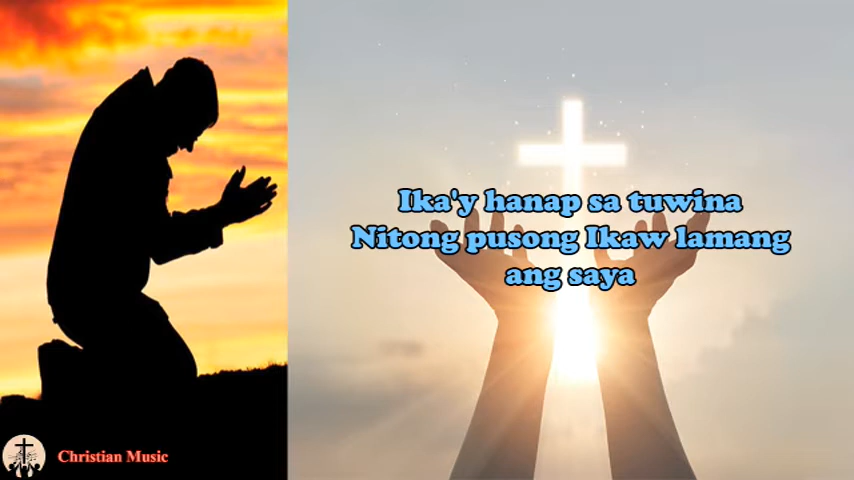 Ika'y hanap sa tuwina
Nitong pusong Ikaw lamang
ang saya
Christian Music